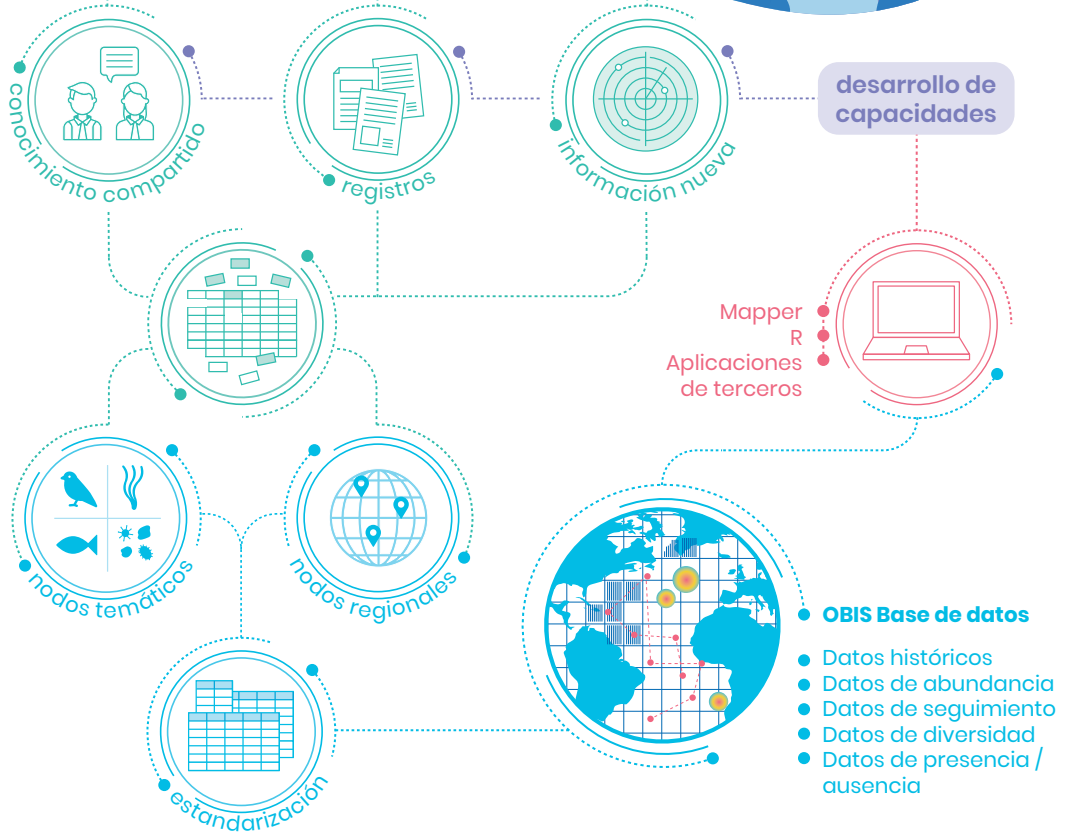 conocimiento compartido
registros
información nueva
desarrollo de
capacidades
Mapper
R
Aplicaciones
de terceros
nodos temáticos
nodos regionales
OBIS Base de datos
Datos históricos
Datos de abundancia
Datos de seguimiento
Datos de diversidad
Datos de presencia /
ausencia
estandarización